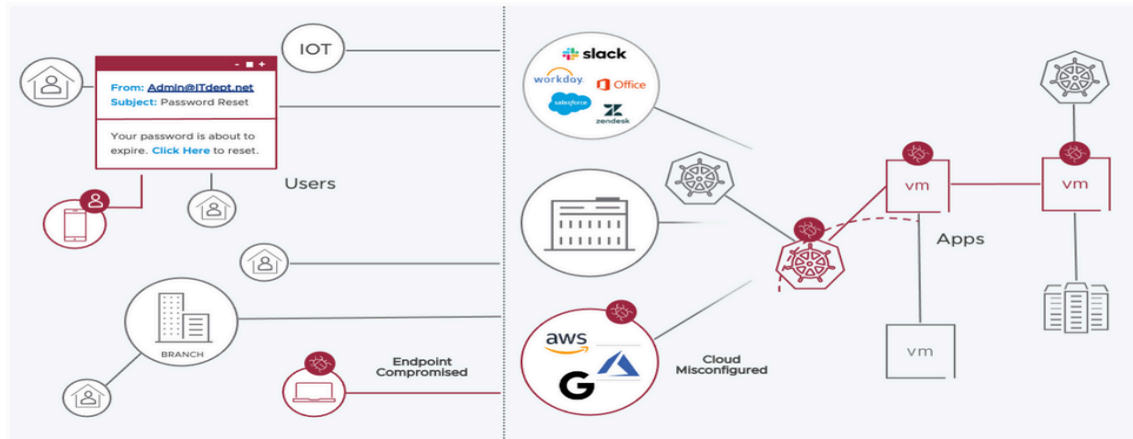 IOT
From: Admin@ITdept.net
Subject: Password Reset
Your password is about to
expire. Click Here to reset.
Users
BRANCH
Endpoint
Compromised
slack
workday.
Office
salesforce
zendesk
aws
G
Cloud
Misconfigured
vm
vm
Apps
vm